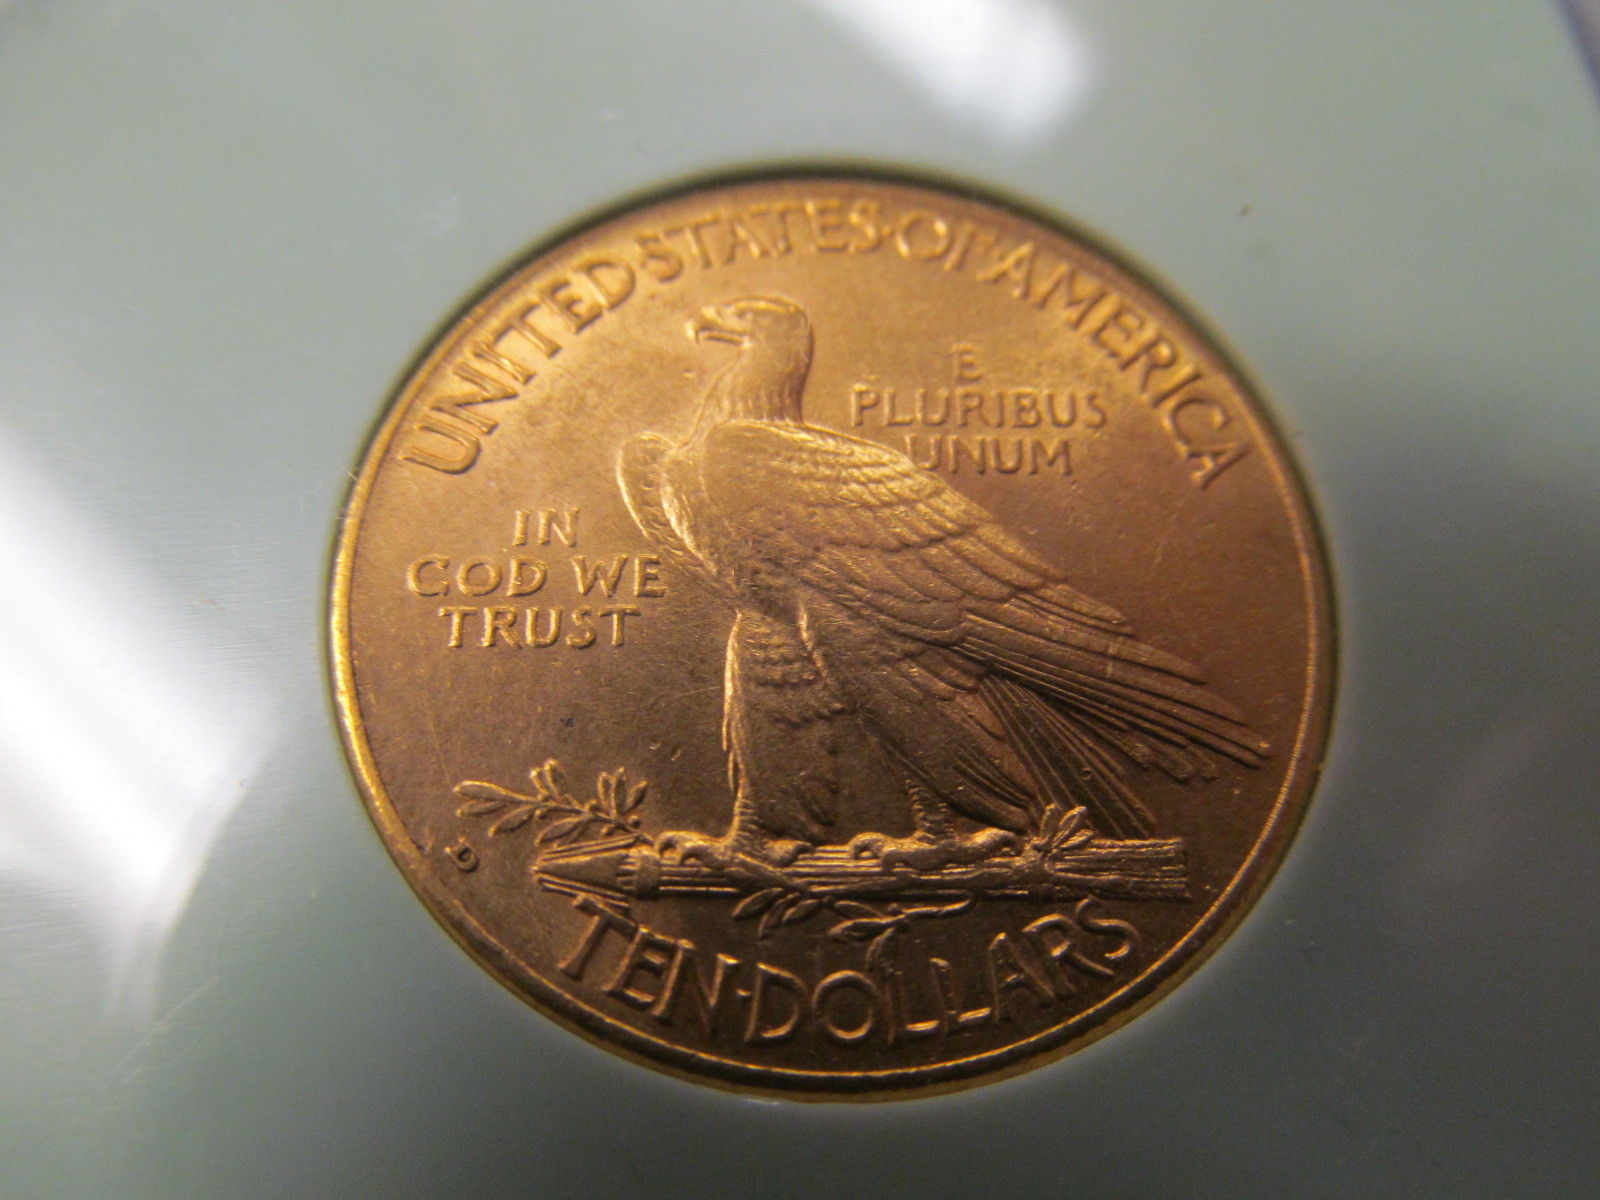 UNITED·STATES·OF·AMERICA
E
PLURIBUS
UNUM
IN
GOD WE
TRUST
D
TEN·DOLLARS